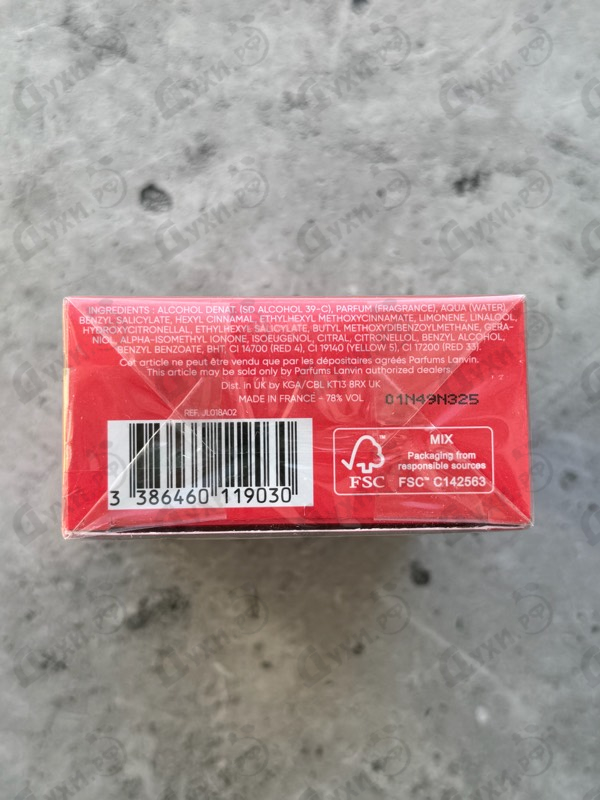 INGREDIENTS : ALCOHOL DENAT. (SD ALCOHOL 39-C), PARFUM (FRAGRANCE), AQUA (WATER),
BENZYL SALICYLATE, HEXYL CINNAMAL, ETHYLHEXYL METHOXYCINNAMATE, LIMONENE, LINALOOL,
HYDROXYCITRONELLAL, ETHYLHEXYL SALICYLATE, BUTYL METHOXYDIBENZOYLMETHANE, GERA-
NIOL, ALPHA-ISOMETHYL IONONE, ISOEUGENOL, CITRAL, CITRONELLOL, BENZYL ALCOHOL,
BENZYL BENZOATE, BHT, CI 14700 (RED 4), CI 19140 (YELLOW 5), CI 17200 (RED 33).
Cet article ne peut être vendu que par les dépositaires agréés Parfums Lanvin.
This article may be sold only by Parfums Lanvin authorized dealers.
Dist. in UK by KGA/CBL KT13 8RX UK
MADE IN FRANCE - 78% VOL
01N49N325
REF. JL018A02
3 386460 119030
FSC™
MIX
Packaging from
responsible sources
FSC™ C142563
Духи.рф